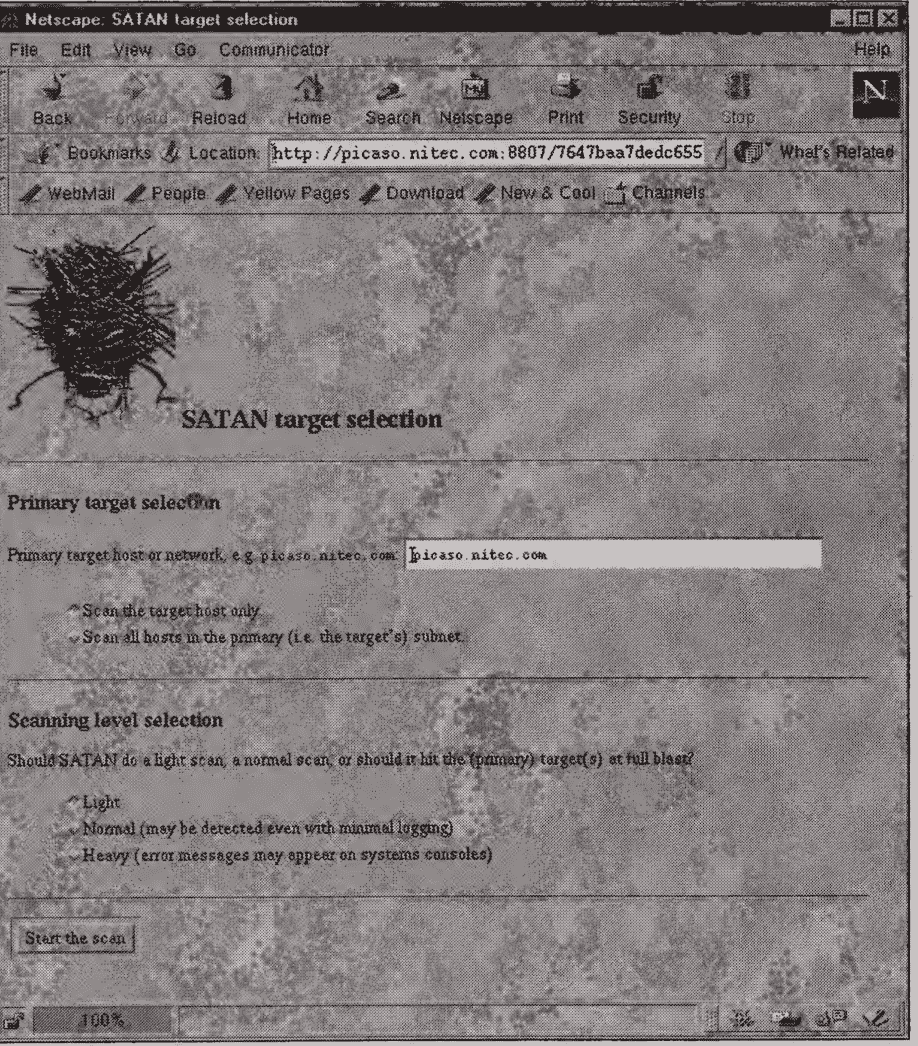 Netscape: SATAN target selection
File Edit View Go Communicator Help
Back Forward Reload Home Search Netscape Print Security Stop
N
Bookmarks Location: http://picaso.nitec.com:8807/7647baa7dedc655 What's Related
WebMail People Yellow Pages Download New & Cool Channels
SATAN target selection
Primary target selection
Primary target host or network, e.g. picaso.nitec.com: picaso.nitec.com
Scan the target host only.
Scan all hosts in the primary (i.e. the target's) subnet.
Scanning level selection
Should SATAN do a light scan, a normal scan, or should it hit the (primary) target(s) at full blast?
Light
Normal (may be detected even with minimal logging)
Heavy (error messages may appear on systems consoles)
Start the scan
100%